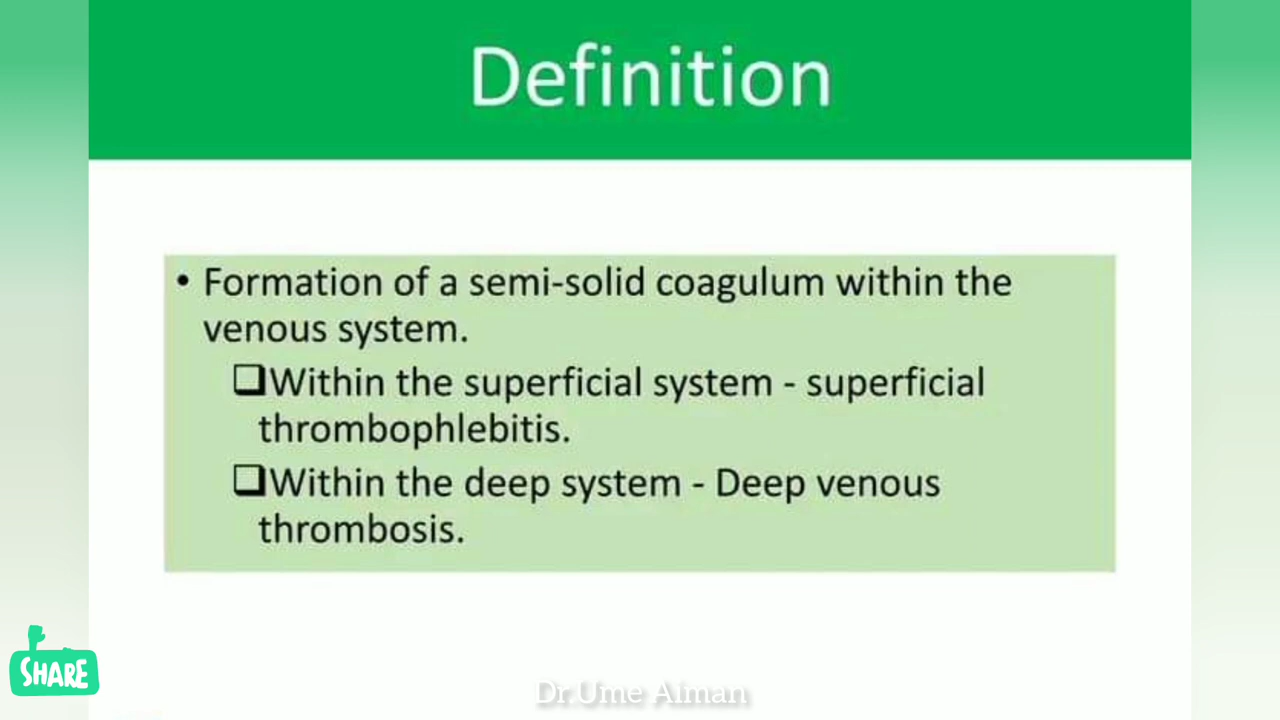 Definition
• Formation of a semi-solid coagulum within the
venous system.
❑Within the superficial system - superficial
thrombophlebitis.
❑Within the deep system - Deep venous
thrombosis.
SHARE
Dr.Ume Aiman